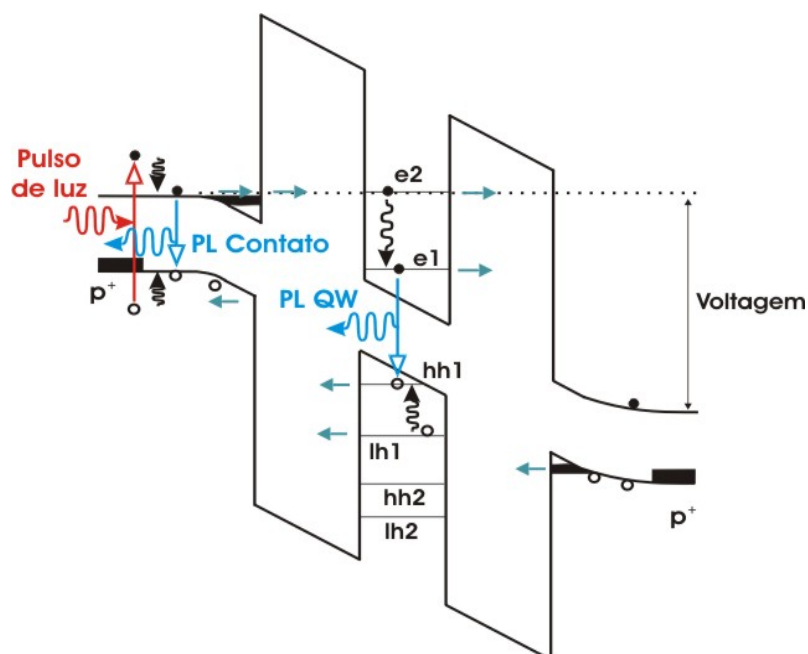 Pulso
de luz
e2
PL Contato
e1
p+
PL QW
Voltagem
hh1
lh1
hh2
lh2
p+